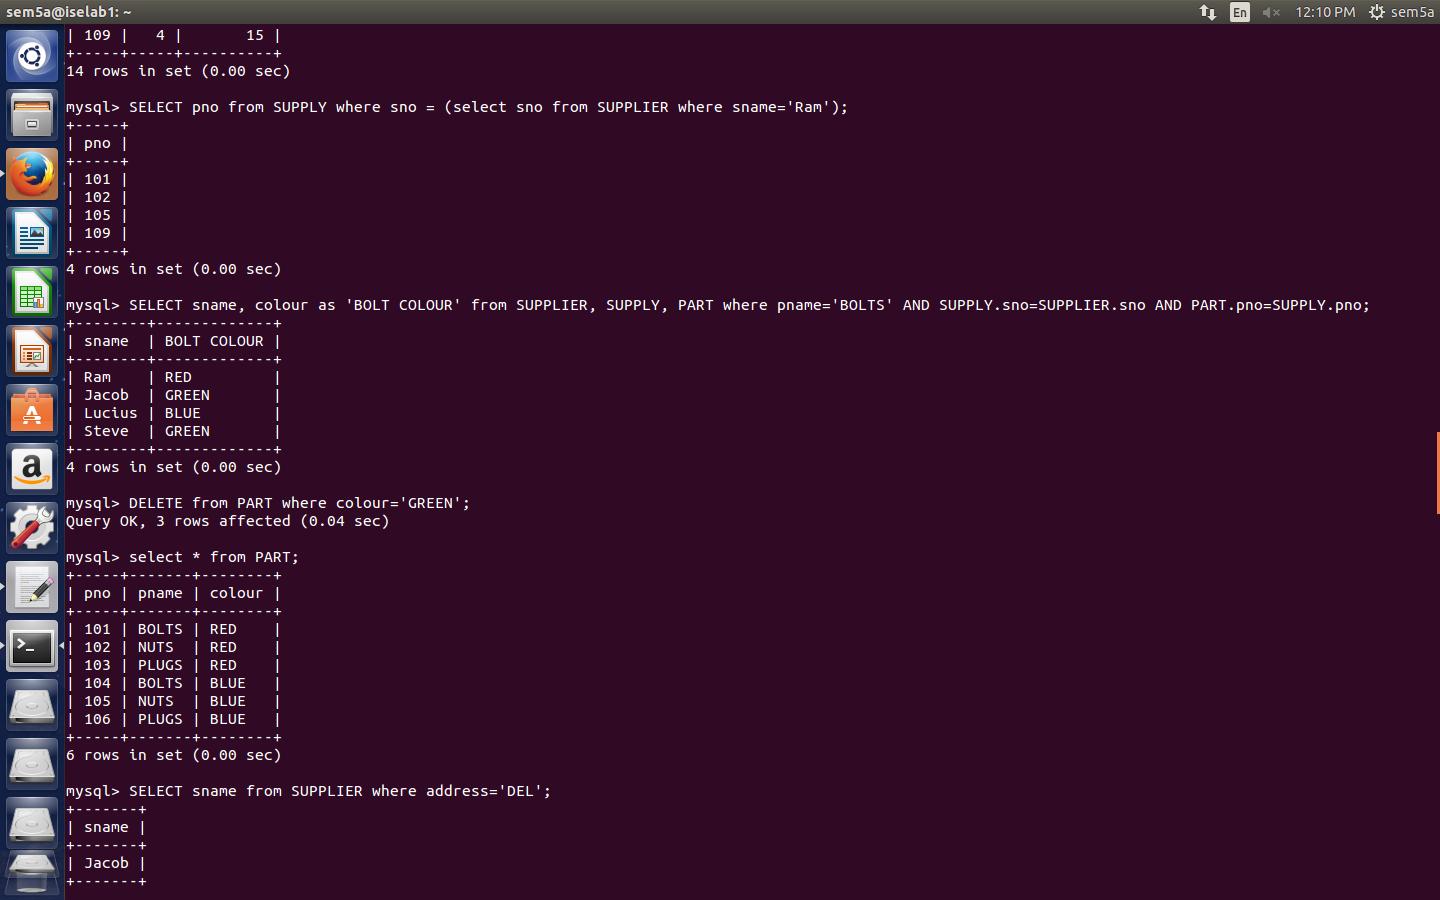 sem5a@iselab1: ~ En 12:10 PM sem5a
| 109 |   4 |       15 |
+-----+-----+----------+
14 rows in set (0.00 sec)
mysql> SELECT pno from SUPPLY where sno = (select sno from SUPPLIER where sname='Ram');
+-----+
| pno |
+-----+
| 101 |
| 102 |
| 105 |
| 109 |
+-----+
4 rows in set (0.00 sec)
mysql> SELECT sname, colour as 'BOLT COLOUR' from SUPPLIER, SUPPLY, PART where pname='BOLTS' AND SUPPLY.sno=SUPPLIER.sno AND PART.pno=SUPPLY.pno;
+--------+-------------+
| sname  | BOLT COLOUR |
+--------+-------------+
| Ram    | RED         |
| Jacob  | GREEN       |
| Lucius | BLUE        |
| Steve  | GREEN       |
+--------+-------------+
4 rows in set (0.00 sec)
mysql> DELETE from PART where colour='GREEN';
Query OK, 3 rows affected (0.04 sec)
mysql> select * from PART;
+-----+-------+--------+
| pno | pname | colour |
+-----+-------+--------+
| 101 | BOLTS | RED    |
| 102 | NUTS  | RED    |
| 103 | PLUGS | RED    |
| 104 | BOLTS | BLUE   |
| 105 | NUTS  | BLUE   |
| 106 | PLUGS | BLUE   |
+-----+-------+--------+
6 rows in set (0.00 sec)
mysql> SELECT sname from SUPPLIER where address='DEL';
+-------+
| sname |
+-------+
| Jacob |
+-------+